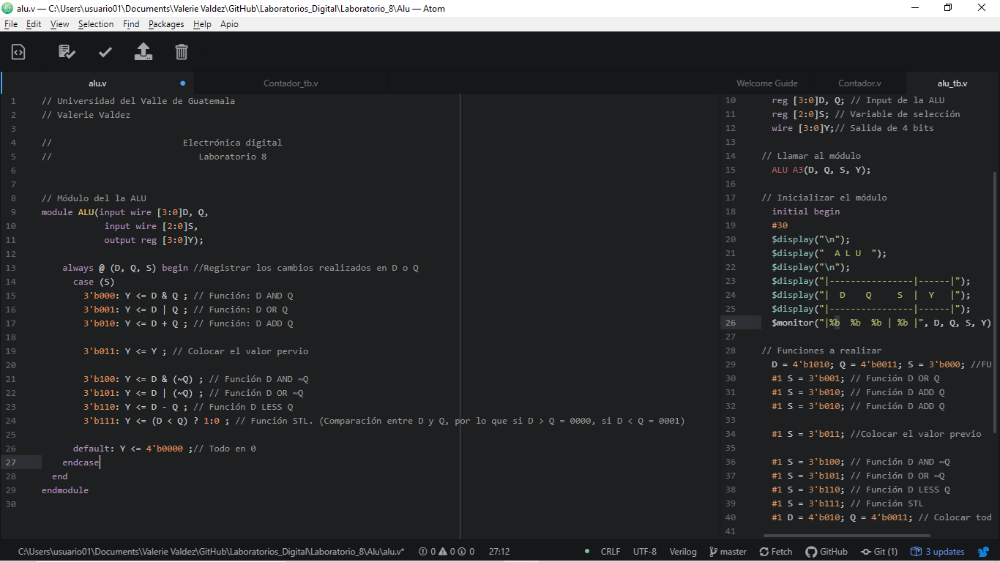 alu.v — C:\Users\usuario01\Documents\Valerie Valdez\GitHub\Laboratorios_Digital\Laboratorio_8\Alu — Atom
File Edit View Selection Find Packages Help Apio
alu.v Contador_tb.v Welcome Guide Contador.v alu_tb.v
1 // Universidad del Valle de Guatemala
2 // Valerie Valdez
3
4 // Electrónica digital
5 // Laboratorio 8
6
7
8 // Módulo del la ALU
9 module ALU(input wire [3:0]D, Q,
10 input wire [2:0]S,
11 output reg [3:0]Y);
12
13 always @ (D, Q, S) begin //Registrar los cambios realizados en D o Q
14 case (S)
15 3'b000: Y <= D & Q ; // Función: D AND Q
16 3'b001: Y <= D | Q ; // Función: D OR Q
17 3'b010: Y <= D + Q ; // Función: D ADD Q
18
19 3'b011: Y <= Y ; // Colocar el valor pervio
20
21 3'b100: Y <= D & (~Q) ; // Función D AND ~Q
22 3'b101: Y <= D | (~Q) ; // Función D OR ~Q
23 3'b110: Y <= D - Q ; // Función D LESS Q
24 3'b111: Y <= (D < Q) ? 1:0 ; // Función STL. (Comparación entre D y Q, por lo que si D > Q = 0000, si D < Q = 0001)
25
26 default: Y <= 4'b0000 ;// Todo en 0
27 endcase
28 end
29 endmodule
30
10 reg [3:0]D, Q; // Input de la ALU
11 reg [2:0]S; // Variable de selección
12 wire [3:0]Y;// Salida de 4 bits
13
14 // Llamar al módulo
15 ALU A3(D, Q, S, Y);
16
17 // Inicializar el módulo
18 initial begin
19 #30
20 $display("\n");
21 $display("  A L U  ");
22 $display("\n");
23 $display("|----------------|------|");
24 $display("|  D    Q     S  |  Y   |");
25 $display("|----------------|------|");
26 $monitor("|%b  %b  %b | %b |", D, Q, S, Y)
27
28 // Funciones a realizar
29 D = 4'b1010; Q = 4'b0011; S = 3'b000; //FU
30 #1 S = 3'b001; // Función D OR Q
31 #1 S = 3'b010; // Función D ADD Q
32 #1 S = 3'b010; // Función D ADD Q
33
34 #1 S = 3'b011; //Colocar el valor previo
35
36 #1 S = 3'b100; // Función D AND ~Q
37 #1 S = 3'b101; // Función D OR ~Q
38 #1 S = 3'b110; // Función D LESS Q
39 #1 S = 3'b111; // Función STL
40 #1 D = 4'b010; Q = 4'b0011; // Colocar tod
41
C:\Users\usuario01\Documents\Valerie Valdez\GitHub\Laboratorios_Digital\Laboratorio_8\Alu\alu.v* 0 0 0 27:12 CRLF UTF-8 Verilog master Fetch GitHub Git (1) 3 updates